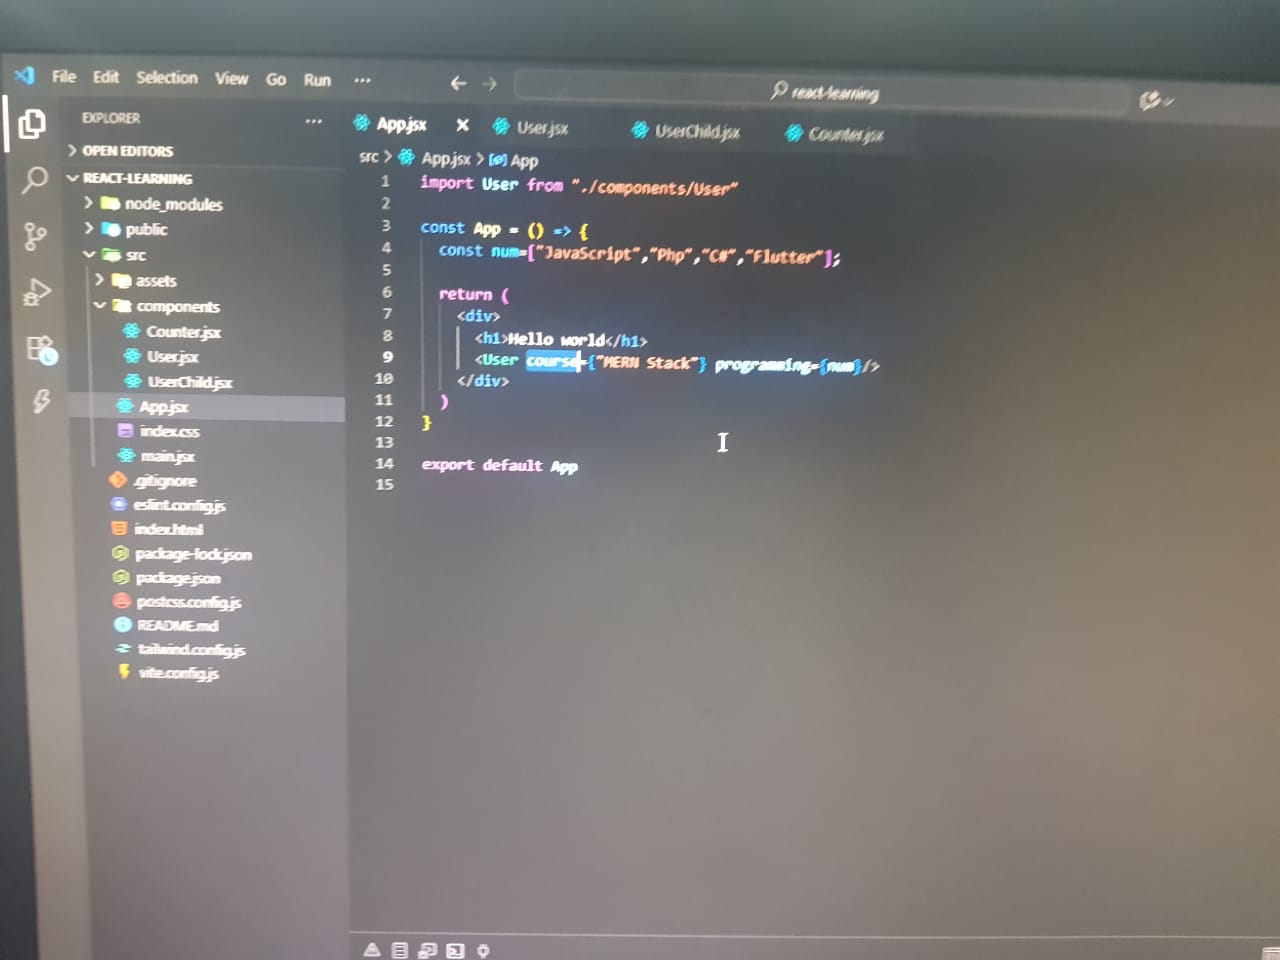 File Edit Selection View Go Run ...
react-learning
EXPLORER ...
OPEN EDITORS
REACT-LEARNING
node_modules
public
src
assets
components
Counter.jsx
User.jsx
UserChild.jsx
App.jsx
index.css
main.jsx
.gitignore
eslint.config.js
index.html
package-lock.json
package.json
postcss.config.js
README.md
tailwind.config.js
vite.config.js
App.jsx User.jsx UserChild.jsx Counter.jsx
src > App.jsx > App
1 import User from "./components/User"
2
3 const App = () => {
4 const num=["JavaScript","Php","C#","Flutter"];
5
6 return (
7 <div>
8 <h1>Hello world</h1>
9 <User course={"MERN Stack"} programming={num}/>
10 </div>
11 )
12 }
13
14 export default App
15